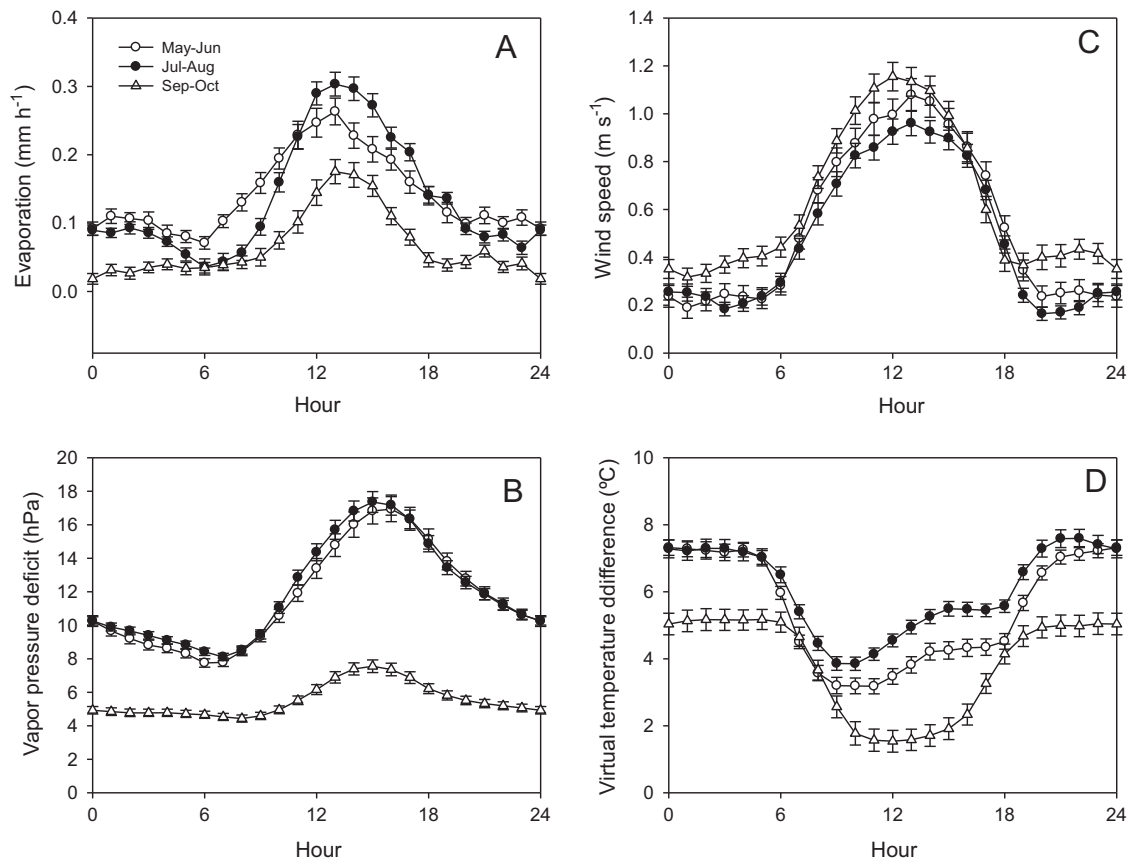 A
0.4
0.3
0.2
0.1
0.0
Evaporation (mm h-1)
May-Jun
Jul-Aug
Sep-Oct
0 6 12 18 24
Hour
C
1.4
1.2
1.0
0.8
0.6
0.4
0.2
0.0
Wind speed (m s-1)
0 6 12 18 24
Hour
B
20
18
16
14
12
10
8
6
4
2
0
Vapor pressure deficit (hPa)
0 6 12 18 24
Hour
D
10
8
6
4
2
0
Virtual temperature ddifference (ºC)
0 6 12 18 24
Hour